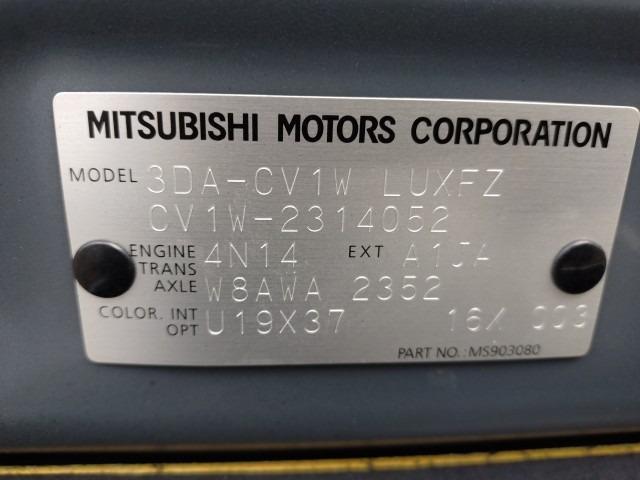 MITSUBISHI MOTORS CORPORATION
MODEL 3DA-CV1W LUXFZ
CV1W-2314052
ENGINE 4N14 EXT
TRANS
AXLE W8AWA 2352
COLOR. INT
OPT U19X37 003
PART NO.: MS903080